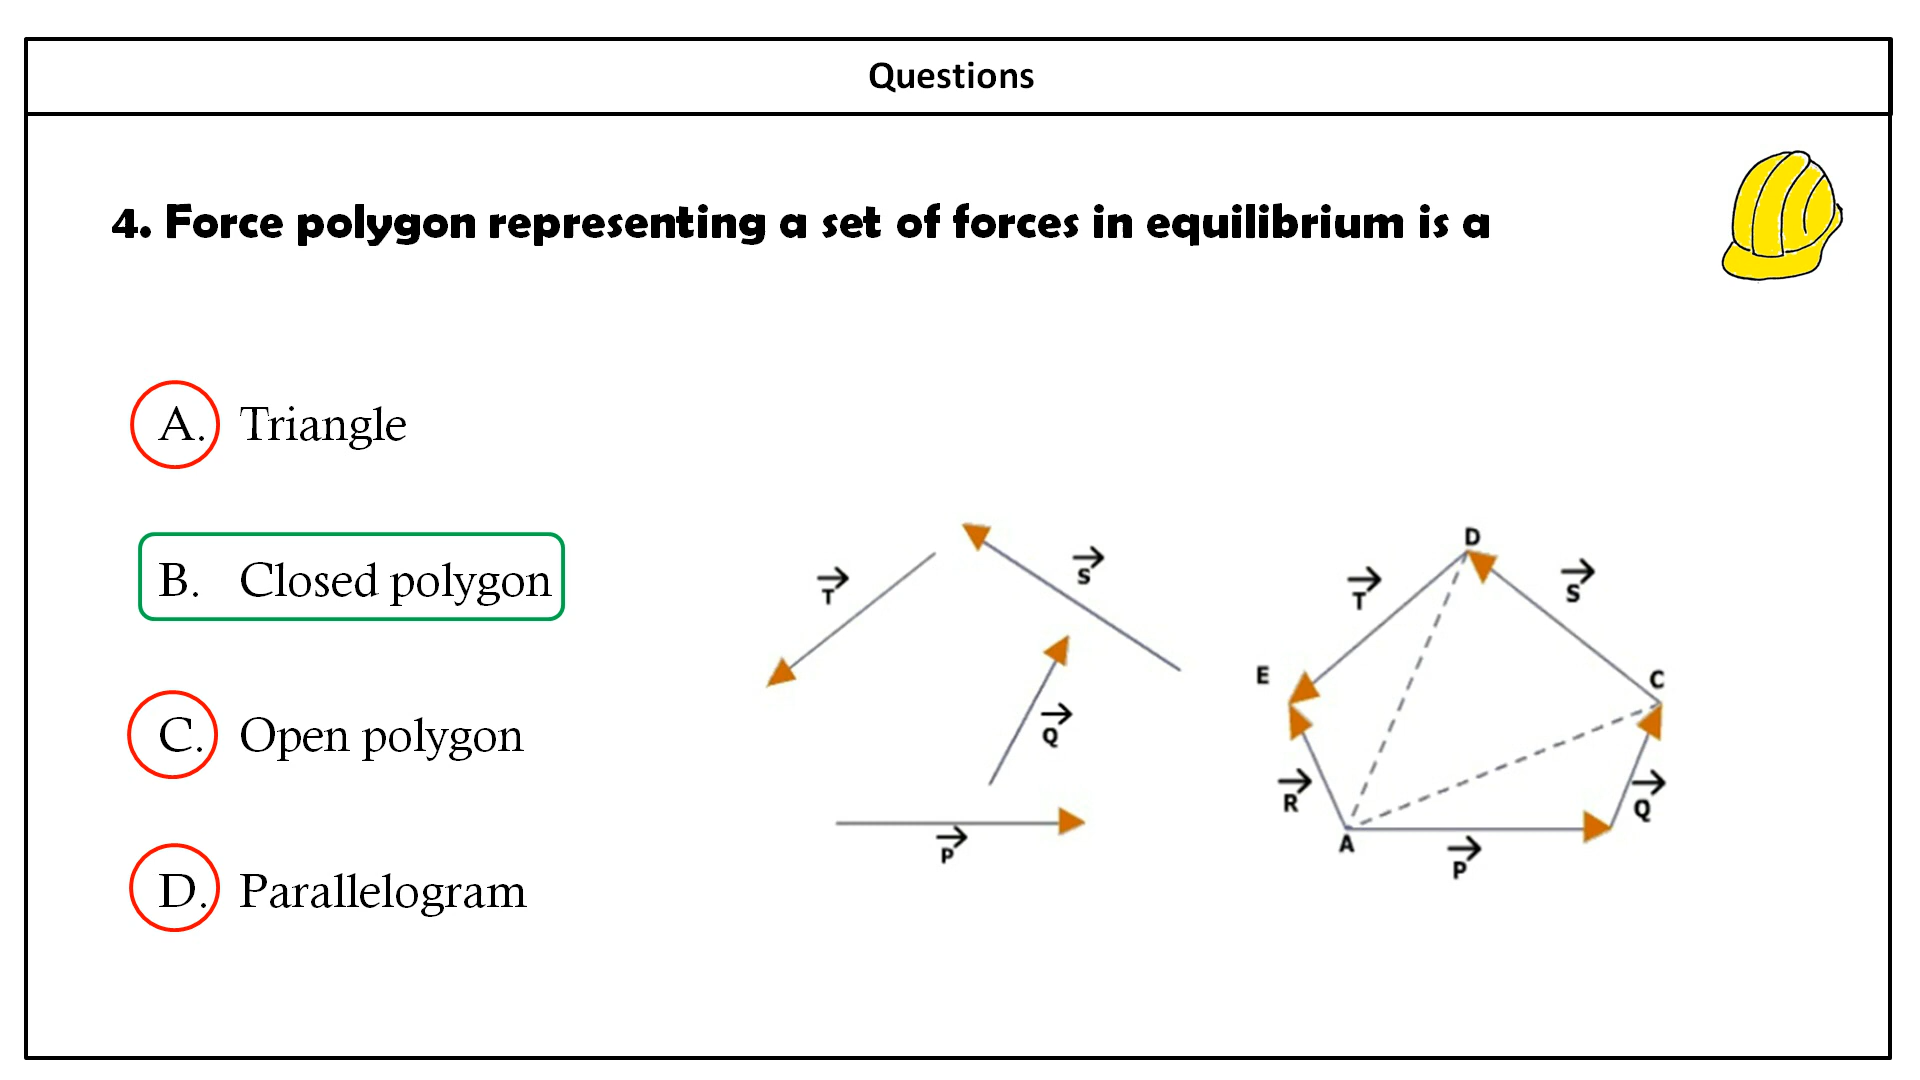 Questions
4. Force polygon representing a set of forces in equilibrium is a
A. Triangle
B. Closed polygon
C. Open polygon
D. Parallelogram
T
S
Q
P
D
T
S
E
C
R
Q
A
P